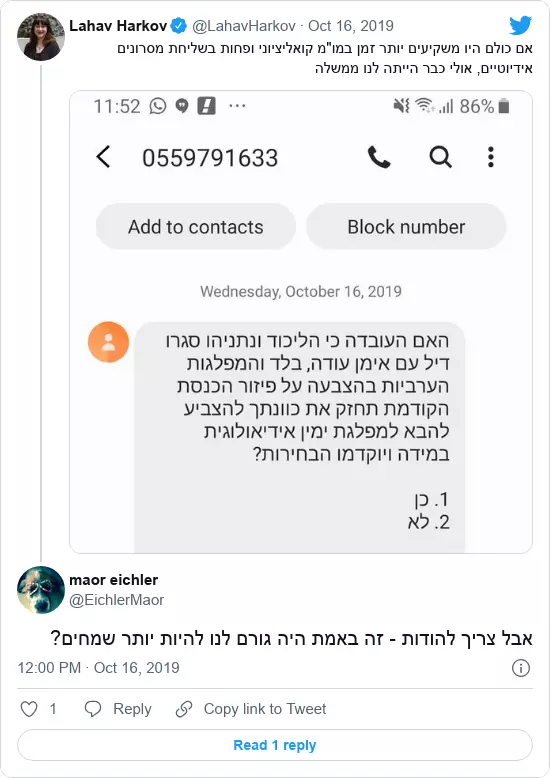 Lahav Harkov @LahavHarkov · Oct 16, 2019
אם כולם היו משקיעים יותר זמן במו"מ קואליציוני ופחות בשליחת מסרונים
אידיוטיים, אולי כבר הייתה לנו ממשלה
11:52 ... 86%
0559791633
Add to contacts
Block number
Wednesday, October 16, 2019
האם העובדה כי הליכוד ונתניהו סגרו
דיל עם אימן עודה, בלד והמפלגות
הערביות בהצבעה על פיזור הכנסת
הקודמת תחזק את כוונתך להצביע
להבא למפלגת ימין אידיאולוגית
במידה ויוקדמו הבחירות?
1. כן
2. לא
maor eichler
@EichlerMaor
אבל צריך להודות - זה באמת היה גורם לנו להיות יותר שמחים?
12:00 PM · Oct 16, 2019
1 Reply Copy link to Tweet
Read 1 reply